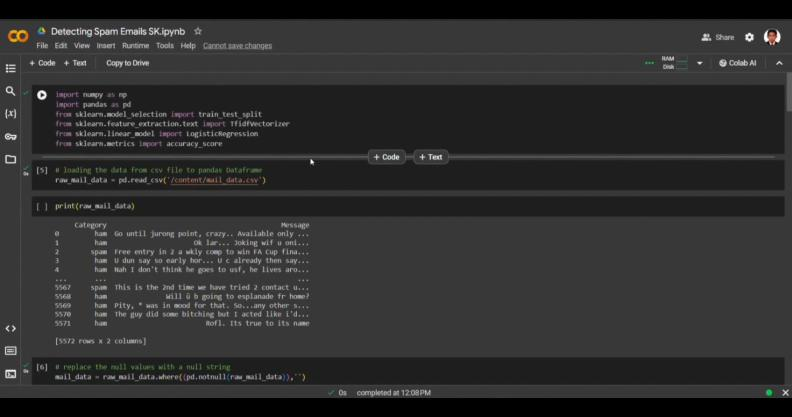 Detecting Spam Emails SK.ipynb
File Edit View Insert Runtime Tools Help Cannot save changes
Share
+ Code + Text Copy to Drive
RAM
Disk
Colab AI
import numpy as np
import pandas as pd
from sklearn.model_selection import train_test_split
from sklearn.feature_extraction.text import TfidfVectorizer
from sklearn.linear_model import LogisticRegression
from sklearn.metrics import accuracy_score
+ Code + Text
[5] # loading the data from csv file to pandas Dataframe
0s
raw_mail_data = pd.read_csv('/content/mail_data.csv')
[ ] print(raw_mail_data)
Category Message
0 ham Go until jurong point, crazy.. Available only ...
1 ham Ok lar... Joking wif u oni...
2 spam Free entry in 2 a wkly comp to win FA Cup fina...
3 ham U dun say so early hor... U c already then say...
4 ham Nah I don't think he goes to usf, he lives aro...
... ... ...
5567 spam This is the 2nd time we have tried 2 contact u...
5568 ham Will ü b going to esplanade fr home?
5569 ham Pity, * was in mood for that. So...any other s...
5570 ham The guy did some bitching but I acted like i'd...
5571 ham Rofl. Its true to its name
[5572 rows x 2 columns]
[6] # replace the null values with a null string
0s
mail_data = raw_mail_data.where((pd.notnull(raw_mail_data)),'')
0s completed at 12:08 PM